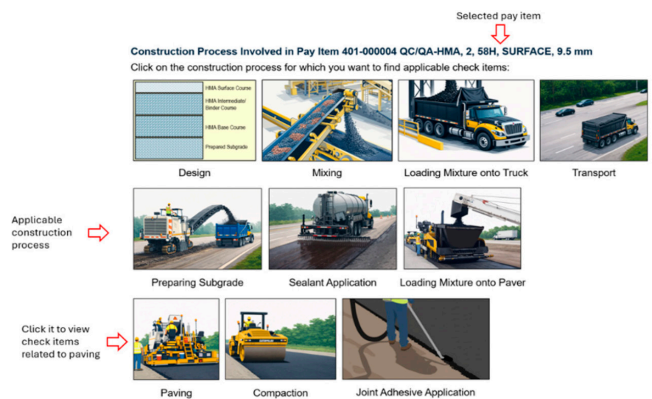 Selected pay item
Construction Process Involved in Pay Item 401-000004 QC/QA-HMA, 2, 58H, SURFACE, 9.5 mm
Click on the construction process for which you want to find applicable check items:
HMA Surface Course
HMA Intermediate/
Binder Course
HMA Base Course
Prepared Subgrade
Design
Mixing
Loading Mixture onto Truck
Transport
Applicable
construction
process
Preparing Subgrade
Sealant Application
Loading Mixture onto Paver
Click it to view
check items
related to paving
Paving
Compaction
Joint Adhesive Application